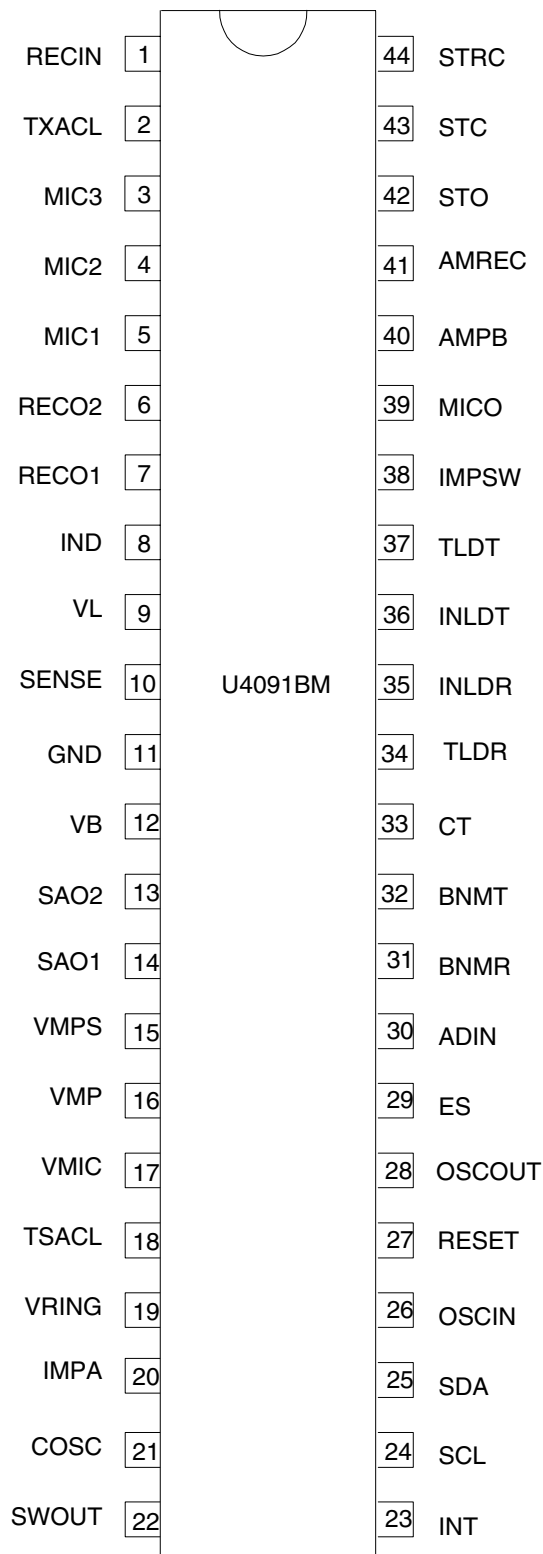 RECIN 1 44 STRC
TXACL 2 43 STC
MIC3 3 42 STO
MIC2 4 41 AMREC
MIC1 5 40 AMPB
RECO2 6 39 MICO
RECO1 7 38 IMPSW
IND 8 37 TLDT
VL 9 36 INLDT
SENSE 10 U4091BM 35 INLDR
GND 11 34 TLDR
VB 12 33 CT
SAO2 13 32 BNMT
SAO1 14 31 BNMR
VMPS 15 30 ADIN
VMP 16 29 ES
VMIC 17 28 OSCOUT
TSACL 18 27 RESET
VRING 19 26 OSCIN
IMPA 20 25 SDA
COSC 21 24 SCL
SWOUT 22 23 INT